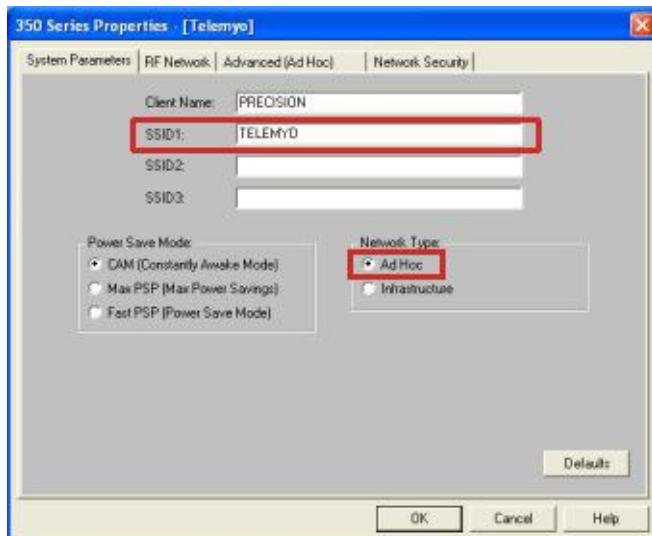 350 Series Properties - [Telemyo]
System Parameters
RF Network
Advanced (Ad Hoc)
Network Security
Client Name: PRECISION
SSID1: TELEMYO
SSID2:
SSID3:
Power Save Mode:
CAM (Constantly Awake Mode)
Max PSP (Max Power Savings)
Fast PSP (Power Save Mode)
Network Type:
Ad Hoc
Infrastructure
Defaults
OK
Cancel
Help